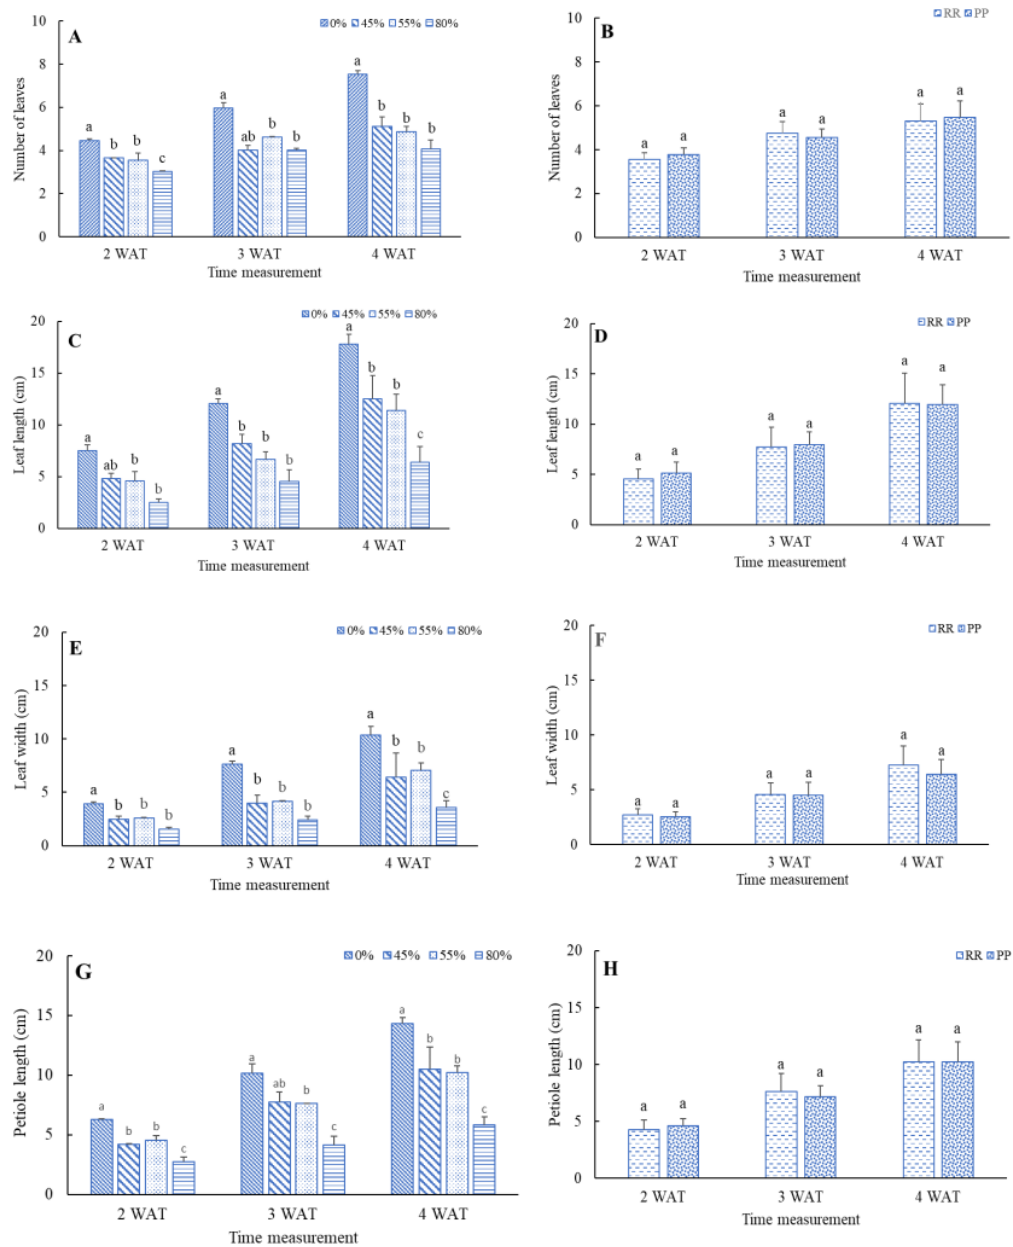 A
0% 45% 55% 80%
Number of leaves
10
8
6
4
2
0
a b b c
a ab b b
a b b b
2 WAT 3 WAT 4 WAT
Time measurement
B
RR PP
Number of leaves
10
8
6
4
2
0
a a a a a a
2 WAT 3 WAT 4 WAT
Time measurement
C
0% 45% 55% 80%
Leaf length (cm)
20
15
10
5
0
a ab b b
a b b b
a b b c
2 WAT 3 WAT 4 WAT
Time measurement
D
RR PP
Leaf length (cm)
20
15
10
5
0
a a a a a a
2 WAT 3 WAT 4 WAT
Time measurement
E
0% 45% 55% 80%
Leaf width (cm)
20
15
10
5
0
a b b b
a b b b
a b b c
2 WAT 3 WAT 4 WAT
Time measurement
F
RR PP
Leaf width (cm)
20
15
10
5
0
a a a a a a
2 WAT 3 WAT 4 WAT
Time measurement
G
0% 45% 55% 80%
Petiole length (cm)
20
15
10
5
0
a b b c
a ab b c
a b b c
2 WAT 3 WAT 4 WAT
Time measurement
H
RR PP
Petiole length (cm)
20
15
10
5
0
a a a a a a
2 WAT 3 WAT 4 WAT
Time measurement